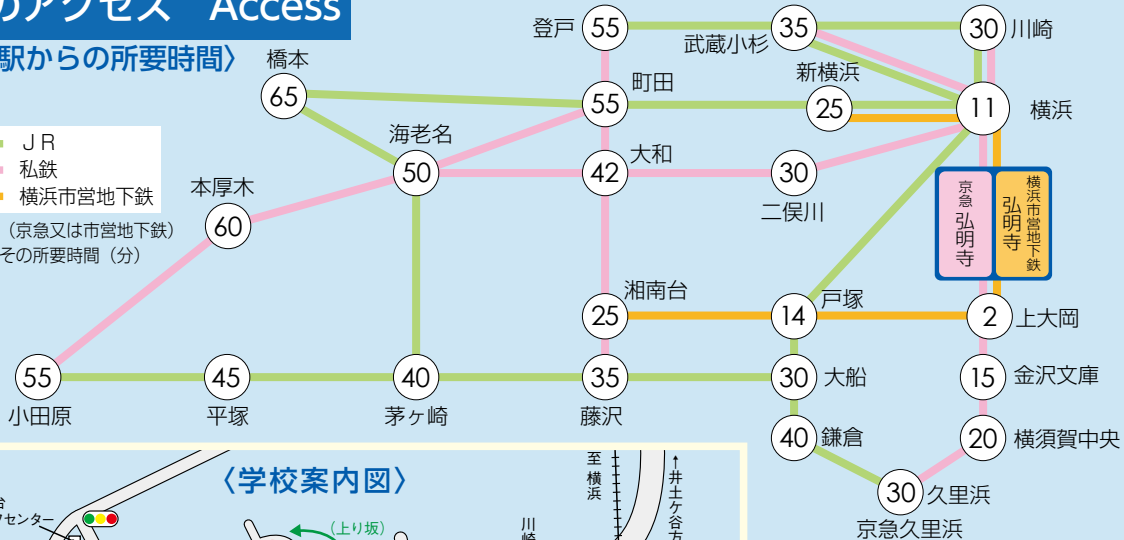 のアクセス Access
駅からの所要時間〉
JR
私鉄
横浜市営地下鉄
（京急又は市営地下鉄）
その所要時間（分）
登戸 55
武蔵小杉 35
30 川崎
橋本
65
町田
55
新横浜
25
11 横浜
海老名
50
大和
42
30
二俣川
本厚木
60
京急 弘明寺
横浜市営地下鉄 弘明寺
湘南台
25
戸塚
14
2 上大岡
55
小田原
45
平塚
40
茅ヶ崎
35
藤沢
30 大船
15 金沢文庫
40 鎌倉
20 横須賀中央
30 久里浜
京急久里浜
〈学校案内図〉
至 横浜
↑井土ケ谷方
台
センター
（上り坂）
川崎